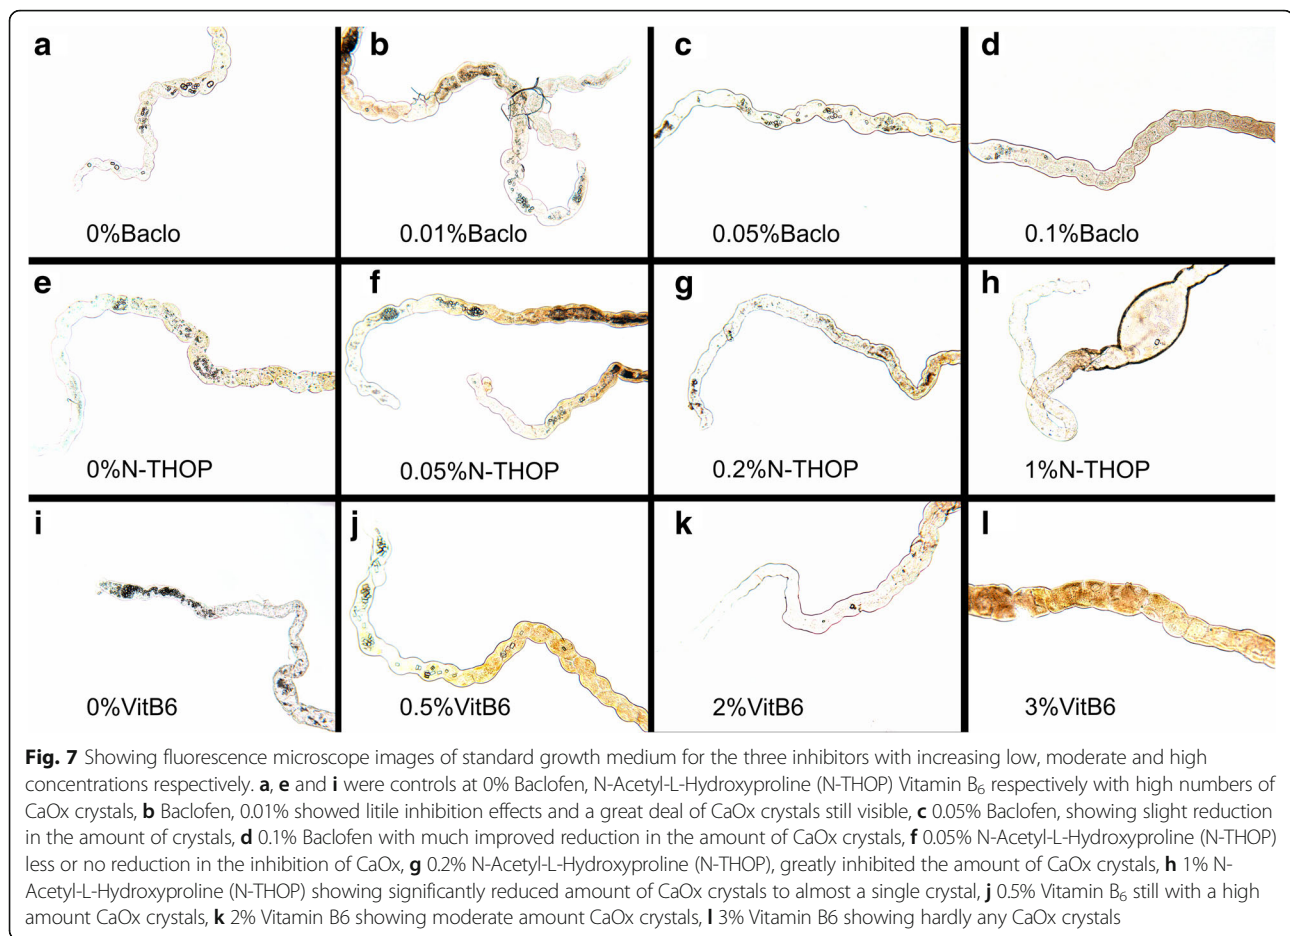 a
b
c
d
0%Baclo
0.01%Baclo
0.05%Baclo
0.1%Baclo
e
f
g
h
0%N-THOP
0.05%N-THOP
0.2%N-THOP
1%N-THOP
i
j
k
l
0%VitB6
0.5%VitB6
2%VitB6
3%VitB6
Fig. 7 Showing fluorescence microscope images of standard growth medium for the three inhibitors with increasing low, moderate and high
concentrations respectively. a, e and i were controls at 0% Baclofen, N-Acetyl-L-Hydroxyproline (N-THOP) Vitamin B₆ respectively with high numbers of
CaOx crystals, b Baclofen, 0.01% showed litile inhibition effects and a great deal of CaOx crystals still visible, c 0.05% Baclofen, showing slight reduction
in the amount of crystals, d 0.1% Baclofen with much improved reduction in the amount of CaOx crystals, f 0.05% N-Acetyl-L-Hydroxyproline (N-THOP)
less or no reduction in the inhibition of CaOx, g 0.2% N-Acetyl-L-Hydroxyproline (N-THOP), greatly inhibited the amount of CaOx crystals, h 1% N-
Acetyl-L-Hydroxyproline (N-THOP) showing significantly reduced amount of CaOx crystals to almost a single crystal, j 0.5% Vitamin B₆ still with a high
amount CaOx crystals, k 2% Vitamin B6 showing moderate amount CaOx crystals, l 3% Vitamin B6 showing hardly any CaOx crystals